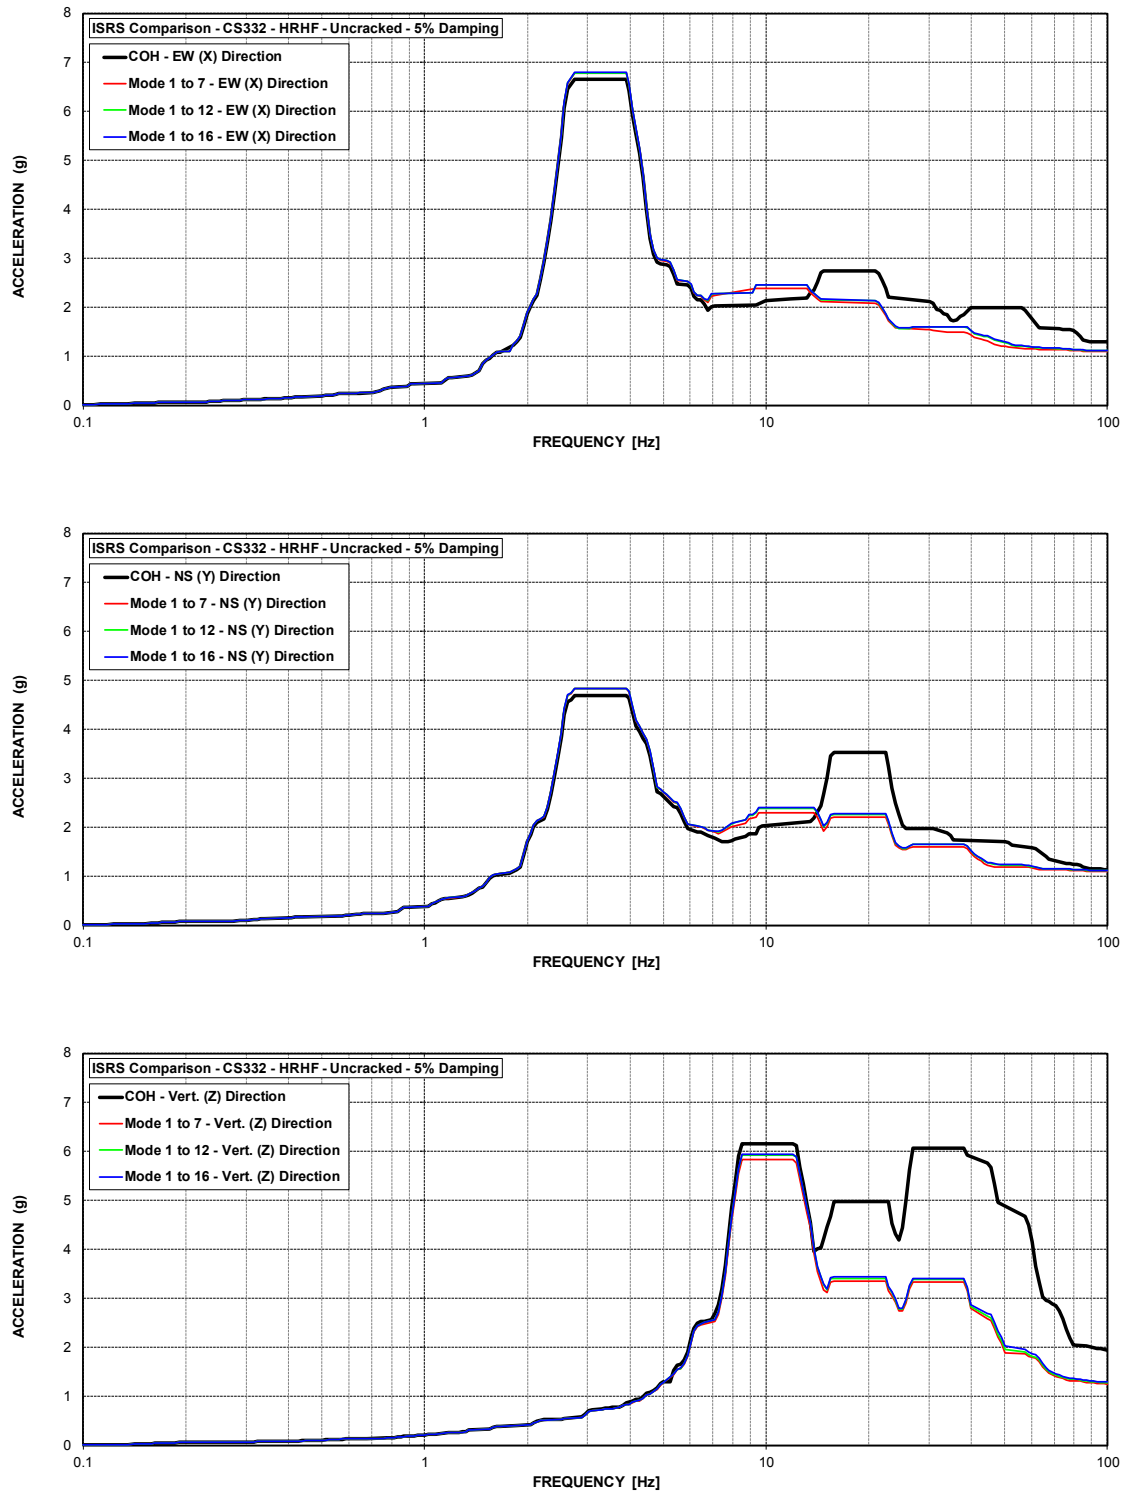 ISRS Comparison - CS332 - HRHF - Uncracked - 5% Damping
COH - EW (X) Direction
Mode 1 to 7 - EW (X) Direction
Mode 1 to 12 - EW (X) Direction
Mode 1 to 16 - EW (X) Direction
ACCELERATION (g)
8
7
6
5
4
3
2
1
0
0.1 1 10 100
FREQUENCY [Hz]
ISRS Comparison - CS332 - HRHF - Uncracked - 5% Damping
COH - NS (Y) Direction
Mode 1 to 7 - NS (Y) Direction
Mode 1 to 12 - NS (Y) Direction
Mode 1 to 16 - NS (Y) Direction
ACCELERATION (g)
8
7
6
5
4
3
2
1
0
0.1 1 10 100
FREQUENCY [Hz]
ISRS Comparison - CS332 - HRHF - Uncracked - 5% Damping
COH - Vert. (Z) Direction
Mode 1 to 7 - Vert. (Z) Direction
Mode 1 to 12 - Vert. (Z) Direction
Mode 1 to 16 - Vert. (Z) Direction
ACCELERATION (g)
8
7
6
5
4
3
2
1
0
0.1 1 10 100
FREQUENCY [Hz]